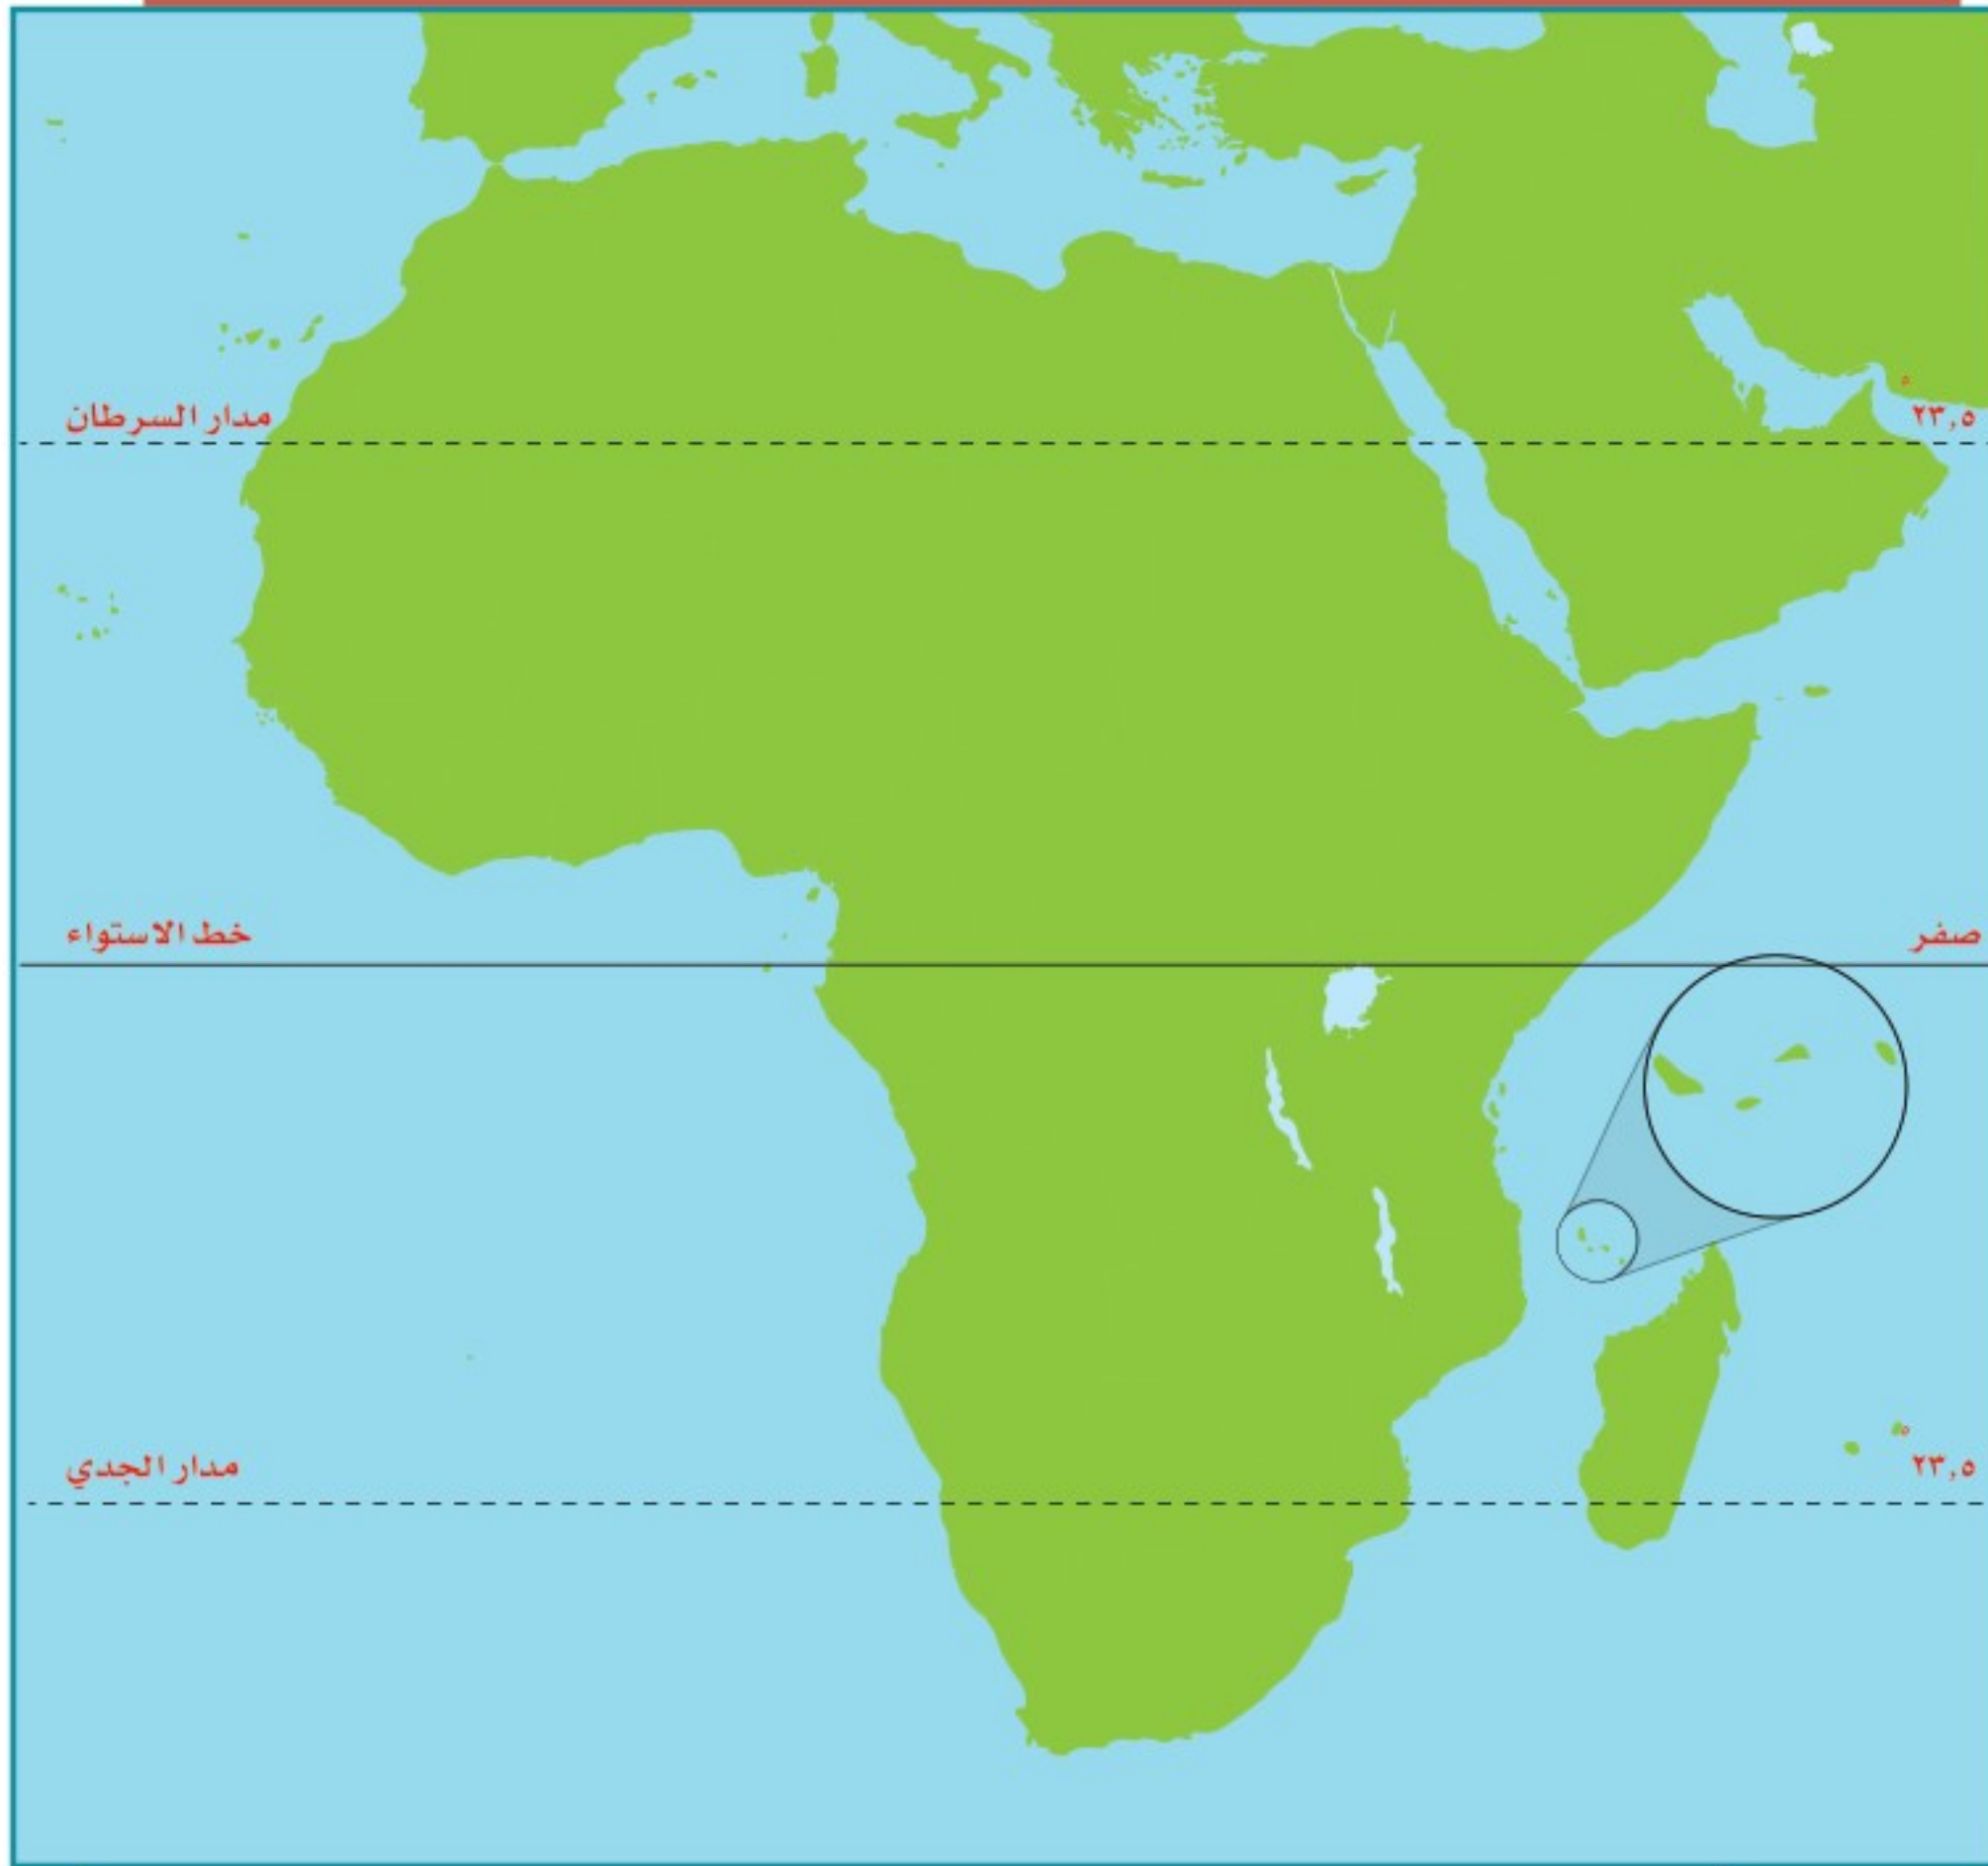 مدار السرطان
°٢٣,٥
خط الاستواء
صفر
مدار الجدي
°٢٣,٥